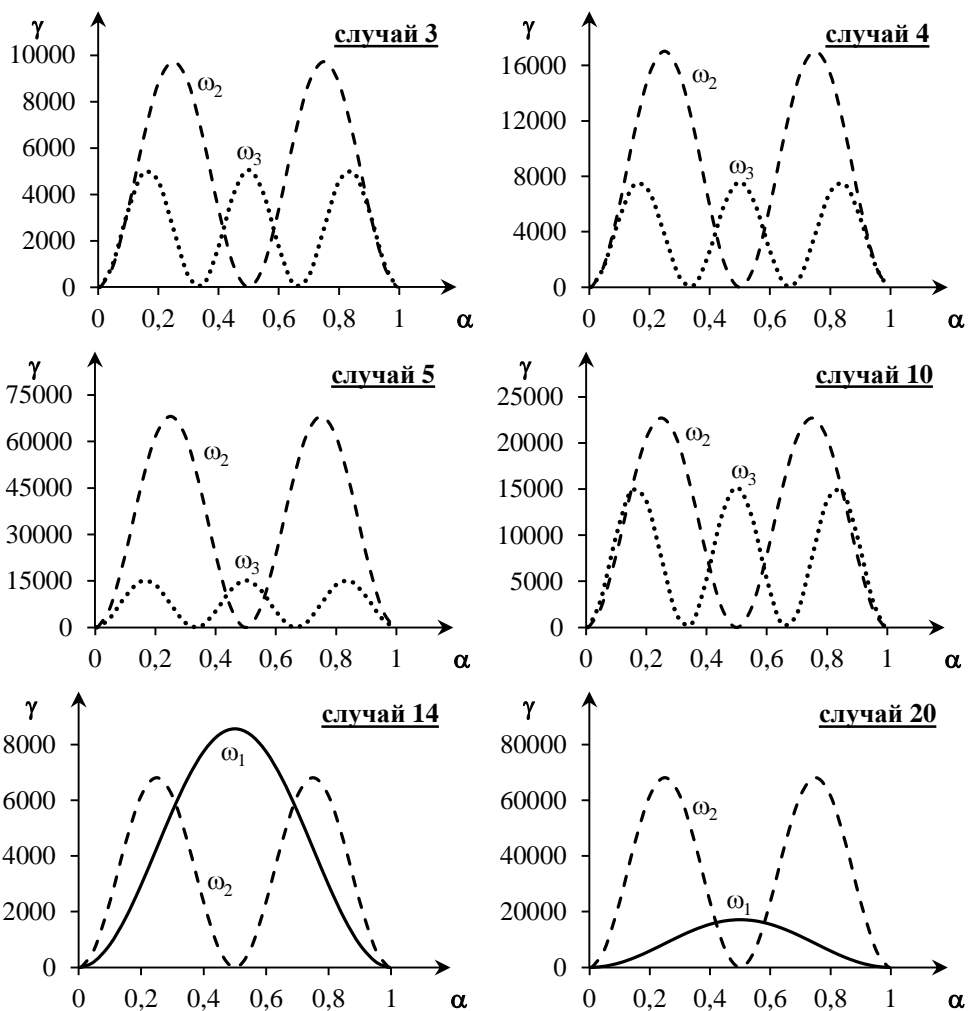 γ
случай 3
10000
8000
6000
4000
2000
0
ω2
ω3
0 0,2 0,4 0,6 0,8 1 α
γ
случай 4
16000
12000
8000
4000
0
ω2
ω3
0 0,2 0,4 0,6 0,8 1 α
γ
случай 5
75000
60000
45000
30000
15000
0
ω2
ω3
0 0,2 0,4 0,6 0,8 1 α
γ
случай 10
25000
20000
15000
10000
5000
0
ω2
ω3
0 0,2 0,4 0,6 0,8 1 α
γ
случай 14
8000
6000
4000
2000
0
ω1
ω2
0 0,2 0,4 0,6 0,8 1 α
γ
случай 20
80000
60000
40000
20000
0
ω2
ω1
0 0,2 0,4 0,6 0,8 1 α